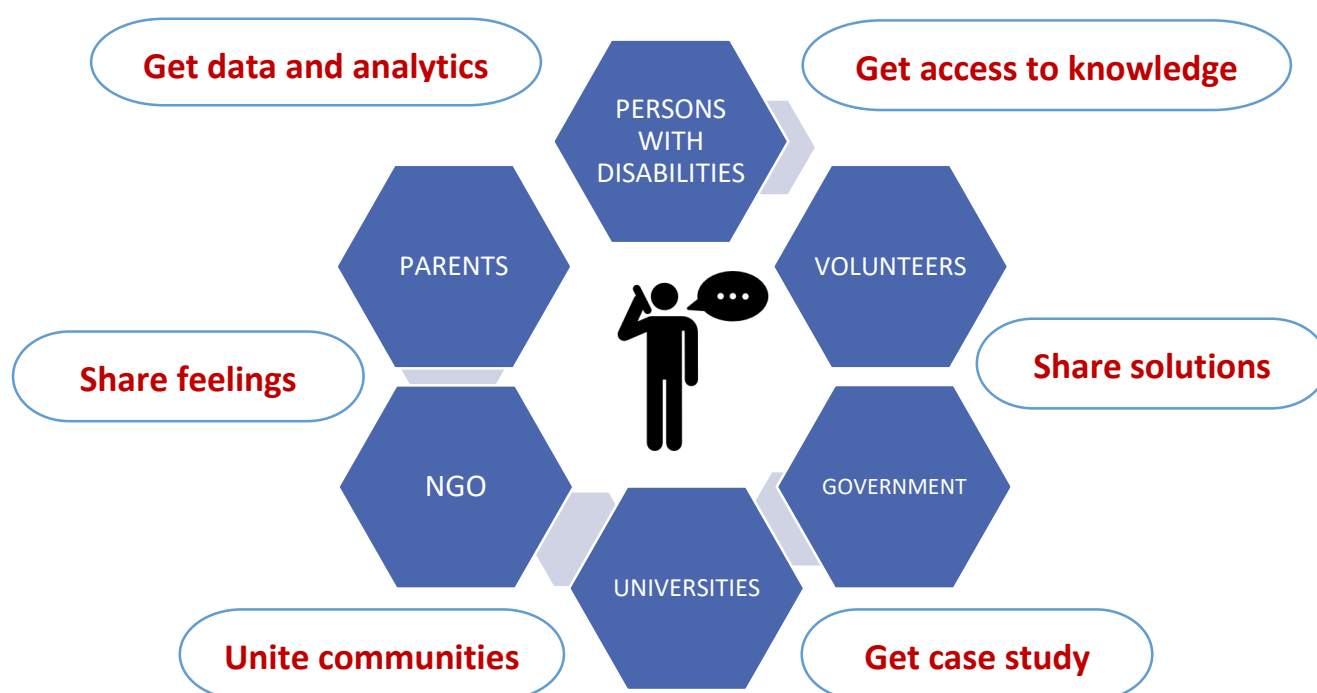 Get data and analytics
Get access to knowledge
PERSONS
WITH
DISABILITIES
PARENTS
VOLUNTEERS
Share feelings
Share solutions
NGO
GOVERNMENT
UNIVERSITIES
Unite communities
Get case study